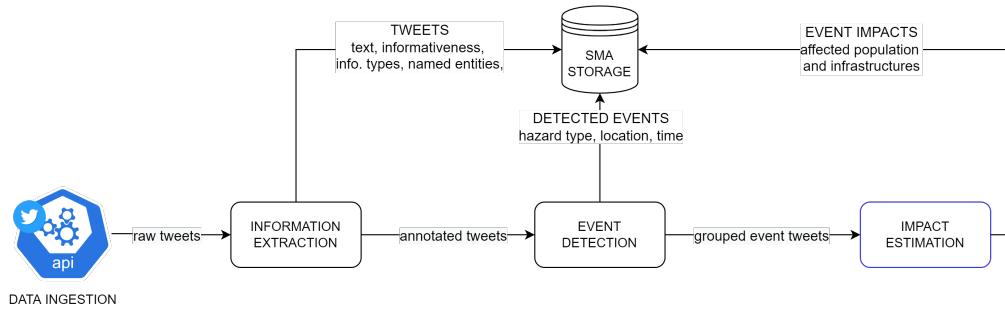 TWEETS
text, informativeness,
info. types, named entities,
SMA
STORAGE
EVENT IMPACTS
affected population
and infrastructures
DETECTED EVENTS
hazard type, location, time
api
DATA INGESTION
raw tweets
INFORMATION
EXTRACTION
annotated tweets
EVENT
DETECTION
grouped event tweets
IMPACT
ESTIMATION